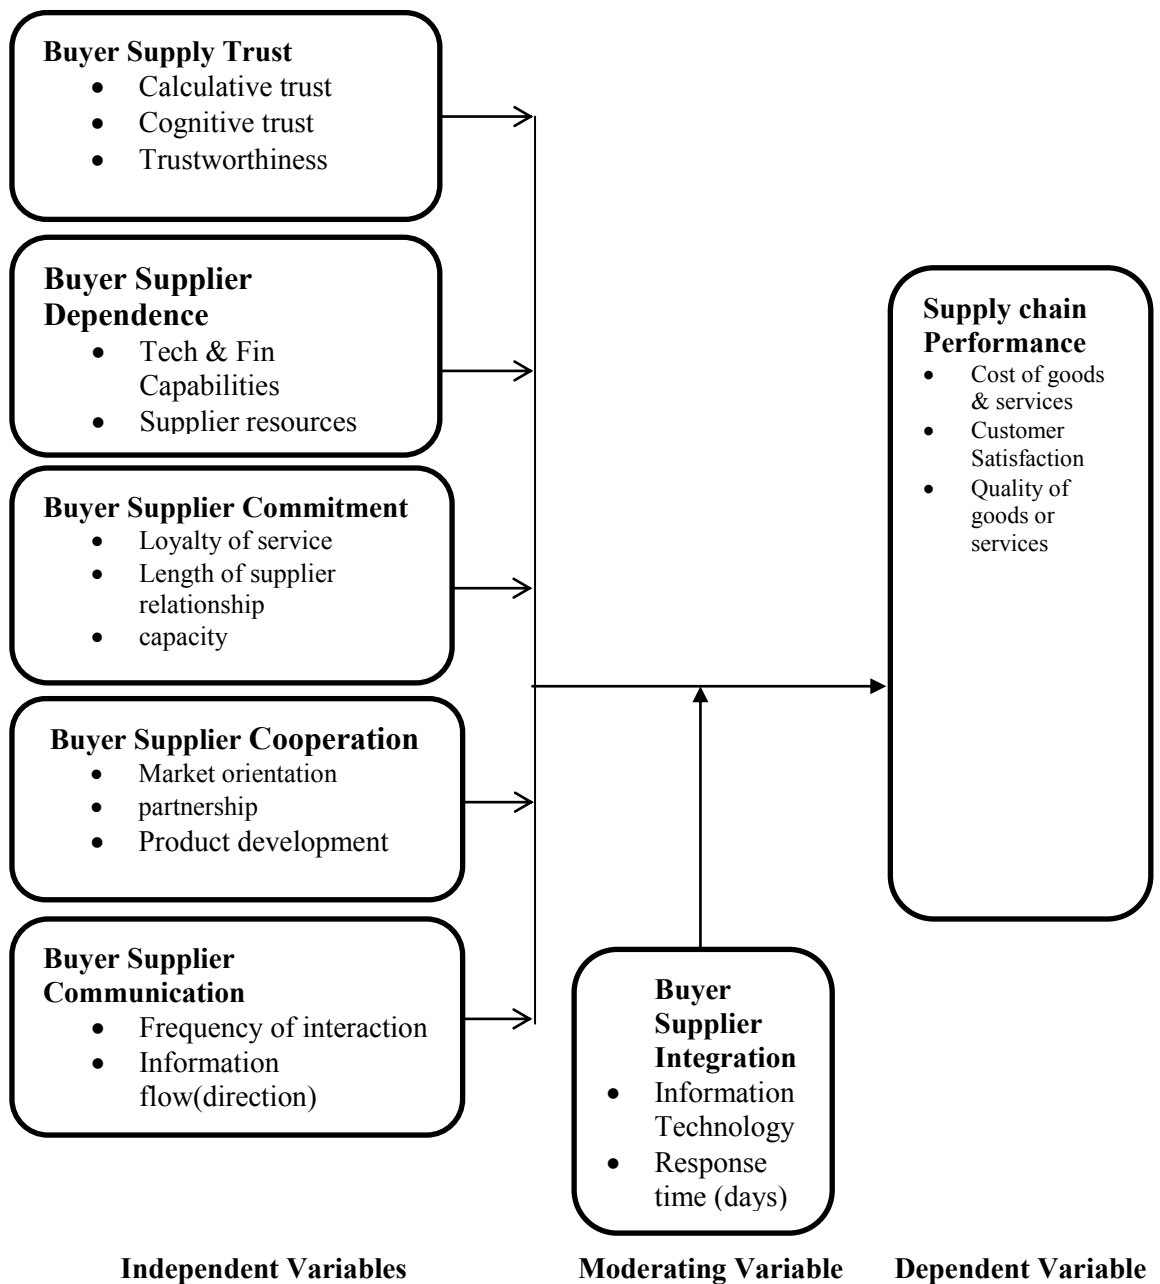 Buyer Supply Trust
• Calculative trust
• Cognitive trust
• Trustworthiness
Buyer Supplier
Dependence
• Tech & Fin
Capabilities
• Supplier resources
Buyer Supplier Commitment
• Loyalty of service
• Length of supplier
relationship
• capacity
Buyer Supplier Cooperation
• Market orientation
• partnership
• Product development
Buyer Supplier
Communication
• Frequency of interaction
• Information
flow(direction)
Buyer
Supplier
Integration
• Information
Technology
• Response
time (days)
Supply chain
Performance
• Cost of goods
& services
• Customer
Satisfaction
• Quality of
goods or
services
Independent Variables
Moderating Variable
Dependent Variable